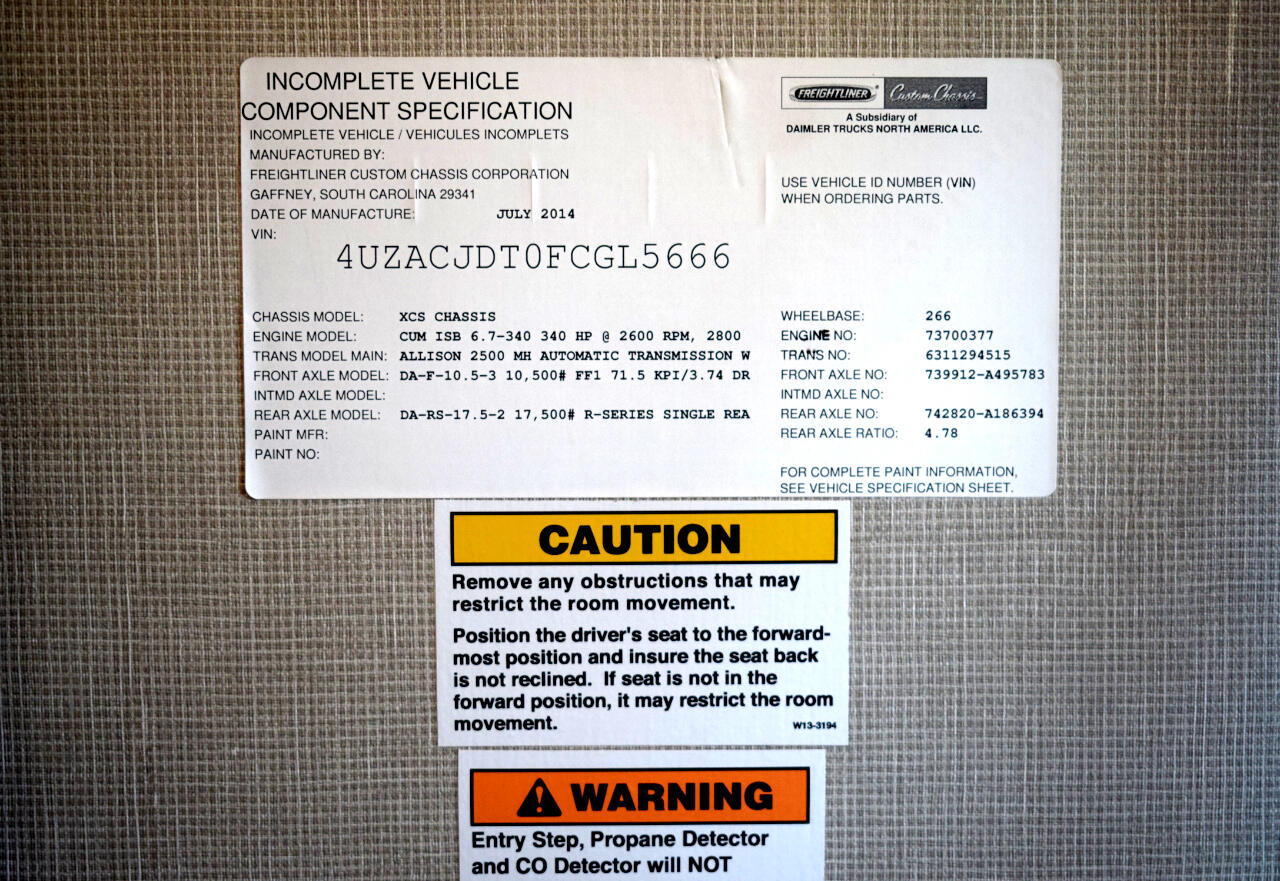 INCOMPLETE VEHICLE
COMPONENT SPECIFICATION
INCOMPLETE VEHICLE / VEHICULES INCOMPLETS
MANUFACTURED BY:
FREIGHTLINER CUSTOM CHASSIS CORPORATION
GAFFNEY, SOUTH CAROLINA 29341
DATE OF MANUFACTURE: JULY 2014
VIN:
4UZACJDT0FCGL5666
CHASSIS MODEL: XCS CHASSIS
ENGINE MODEL: CUM ISB 6.7-340 340 HP @ 2600 RPM, 2800
TRANS MODEL MAIN: ALLISON 2500 MH AUTOMATIC TRANSMISSION W
FRONT AXLE MODEL: DA-F-10.5-3 10,500# FF1 71.5 KPI/3.74 DR
INTMD AXLE MODEL:
REAR AXLE MODEL: DA-RS-17.5-2 17,500# R-SERIES SINGLE REA
PAINT MFR:
PAINT NO:
FREIGHTLINER Custom Chassis
A Subsidiary of
DAIMLER TRUCKS NORTH AMERICA LLC.
USE VEHICLE ID NUMBER (VIN)
WHEN ORDERING PARTS.
WHEELBASE: 266
ENGINE NO: 73700377
TRANS NO: 6311294515
FRONT AXLE NO: 739912-A495783
INTMD AXLE NO:
REAR AXLE NO: 742820-A186394
REAR AXLE RATIO: 4.78
FOR COMPLETE PAINT INFORMATION,
SEE VEHICLE SPECIFICATION SHEET.
CAUTION
Remove any obstructions that may
restrict the room movement.
Position the driver's seat to the forward-
most position and insure the seat back
is not reclined. If seat is not in the
forward position, it may restrict the room
movement.
W13-3194
WARNING
Entry Step, Propane Detector
and CO Detector will NOT